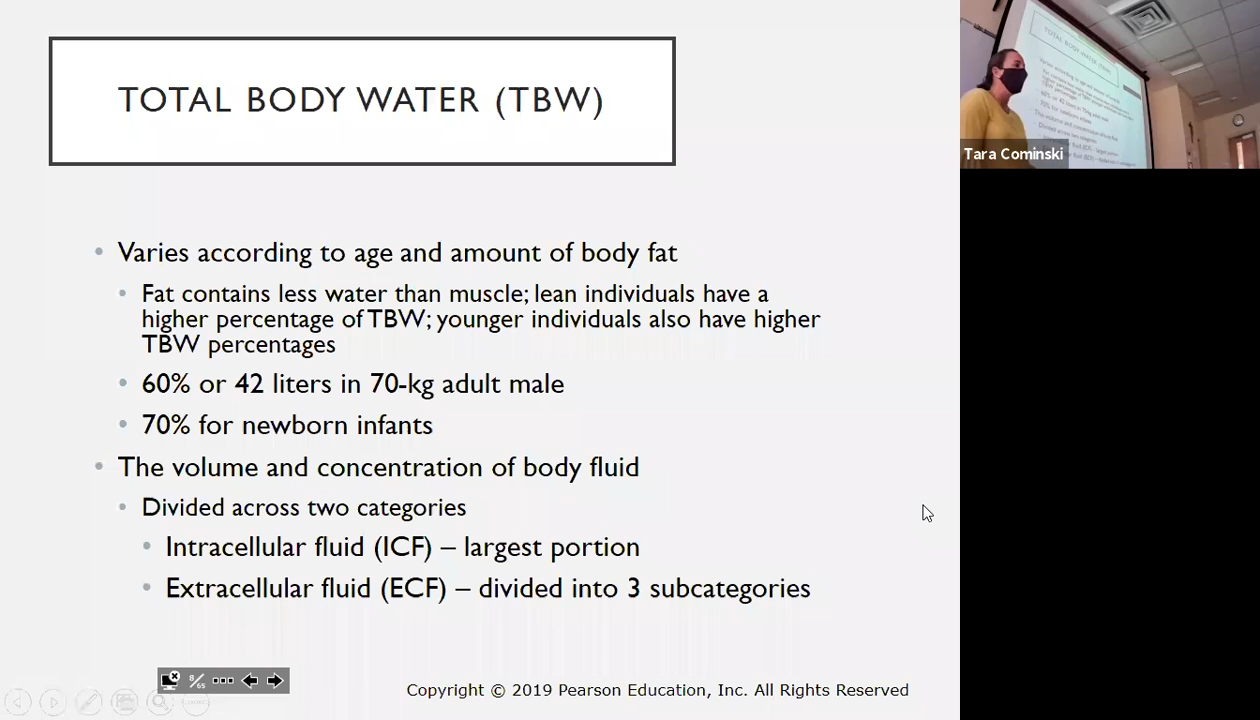 TOTAL BODY WATER (TBW)
Varies according to age and amount of body fat
Fat contains less water than muscle; lean individuals have a
higher percentage of TBW; younger individuals also have higher
TBW percentages
60% or 42 liters in 70-kg adult male
70% for newborn infants
The volume and concentration of body fluid
Divided across two categories
Intracellular fluid (ICF) – largest portion
Extracellular fluid (ECF) – divided into 3 subcategories
8/65
Copyright © 2019 Pearson Education, Inc. All Rights Reserved
Tara Cominski